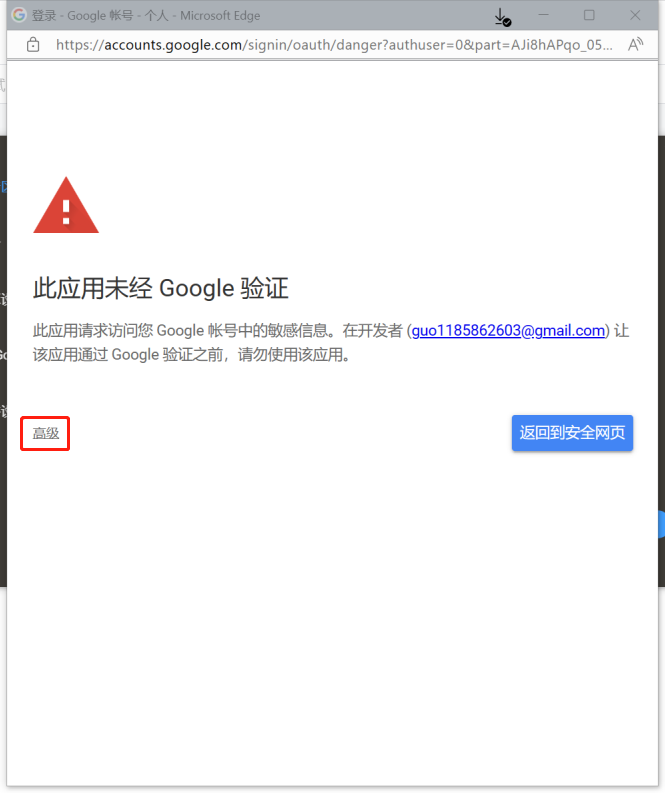 登录 - Google 帐号 - 个人 - Microsoft Edge
https://accounts.google.com/signin/oauth/danger?authuser=0&part=AJi8hAPqo_05...
此应用未经 Google 验证
此应用请求访问您 Google 帐号中的敏感信息。在开发者 (guo1185862603@gmail.com) 让
该应用通过 Google 验证之前，请勿使用该应用。
高级
返回到安全网页